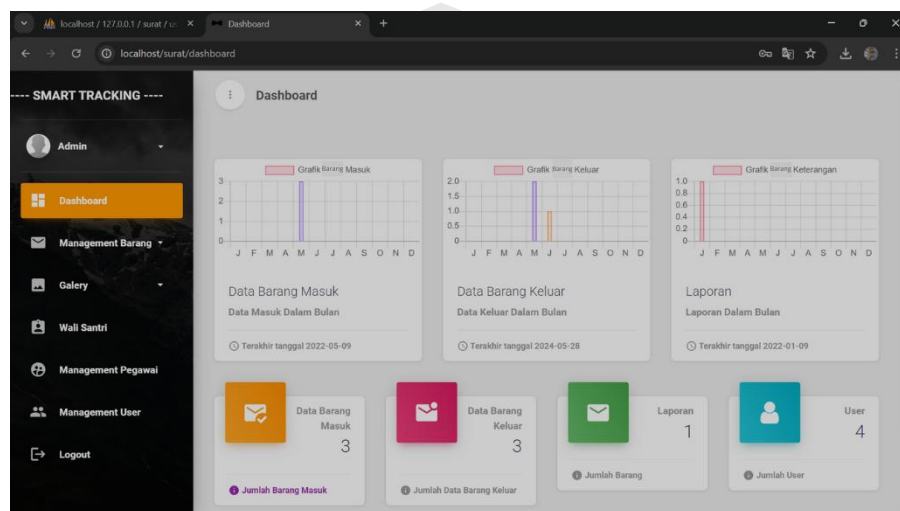 localhost / 127.0.0.1 / surat / us
Dashboard
localhost/surat/dashboard
---- SMART TRACKING ----
Admin
Dashboard
Management Barang
Galery
Wali Santri
Management Pegawai
Management User
Logout
Dashboard
Grafik Barang Masuk
3
2
1
0
J F M A M J J A S O N D
Data Barang Masuk
Data Masuk Dalam Bulan
Terakhir tanggal 2022-05-09
Grafik Barang Keluar
2.0
1.5
1.0
0.5
0
J F M A M J J A S O N D
Data Barang Keluar
Data Keluar Dalam Bulan
Terakhir tanggal 2024-05-28
Grafik Barang Keterangan
1.0
0.8
0.6
0.4
0.2
0
J F M A M J J A S O N D
Laporan
Laporan Dalam Bulan
Terakhir tanggal 2022-01-09
Data Barang
Masuk
3
Jumlah Barang Masuk
Data Barang
Keluar
3
Jumlah Data Barang Keluar
Laporan
1
Jumlah Barang
User
4
Jumlah User